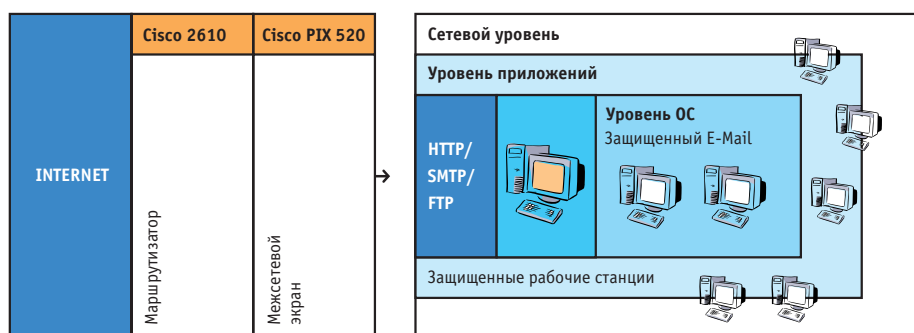 INTERNET
Cisco 2610
Маршрутизатор
Cisco PIX 520
Межсетевой
экран
Сетевой уровень
Уровень приложений
HTTP/
SMTP/
FTP
Уровень ОС
Защищенный E-Mail
Защищенные рабочие станции